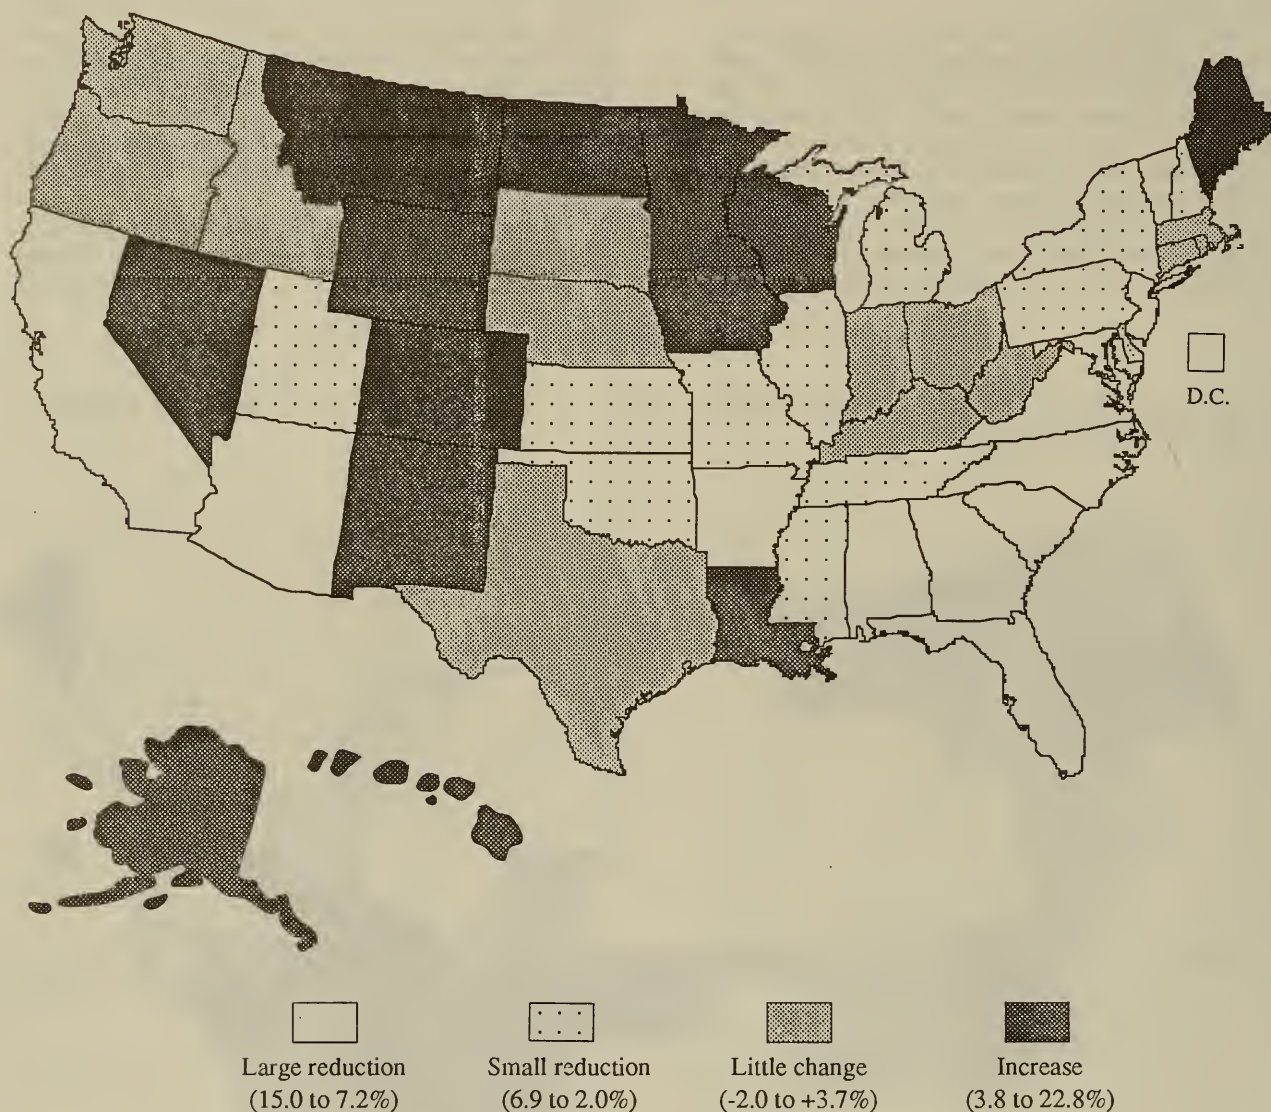 D.C.
Large reduction
(15.0 to 7.2%)
Small reduction
(6.9 to 2.0%)
Little change
(-2.0 to +3.7%)
Increase
(3.8 to 22.8%)